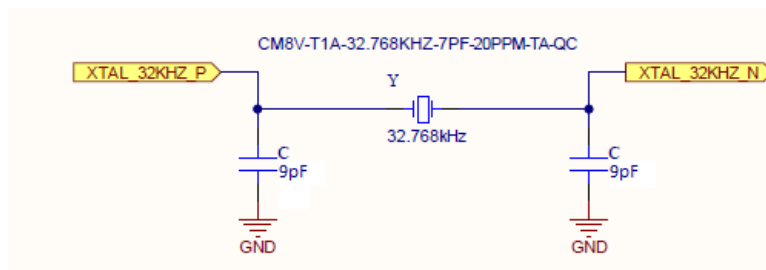 CM8V-T1A-32.768KHZ-7PF-20PPM-TA-QC
XTAL_32KHZ_P
XTAL_32KHZ_N
Y
32.768kHz
C
9pF
C
9pF
GND
GND